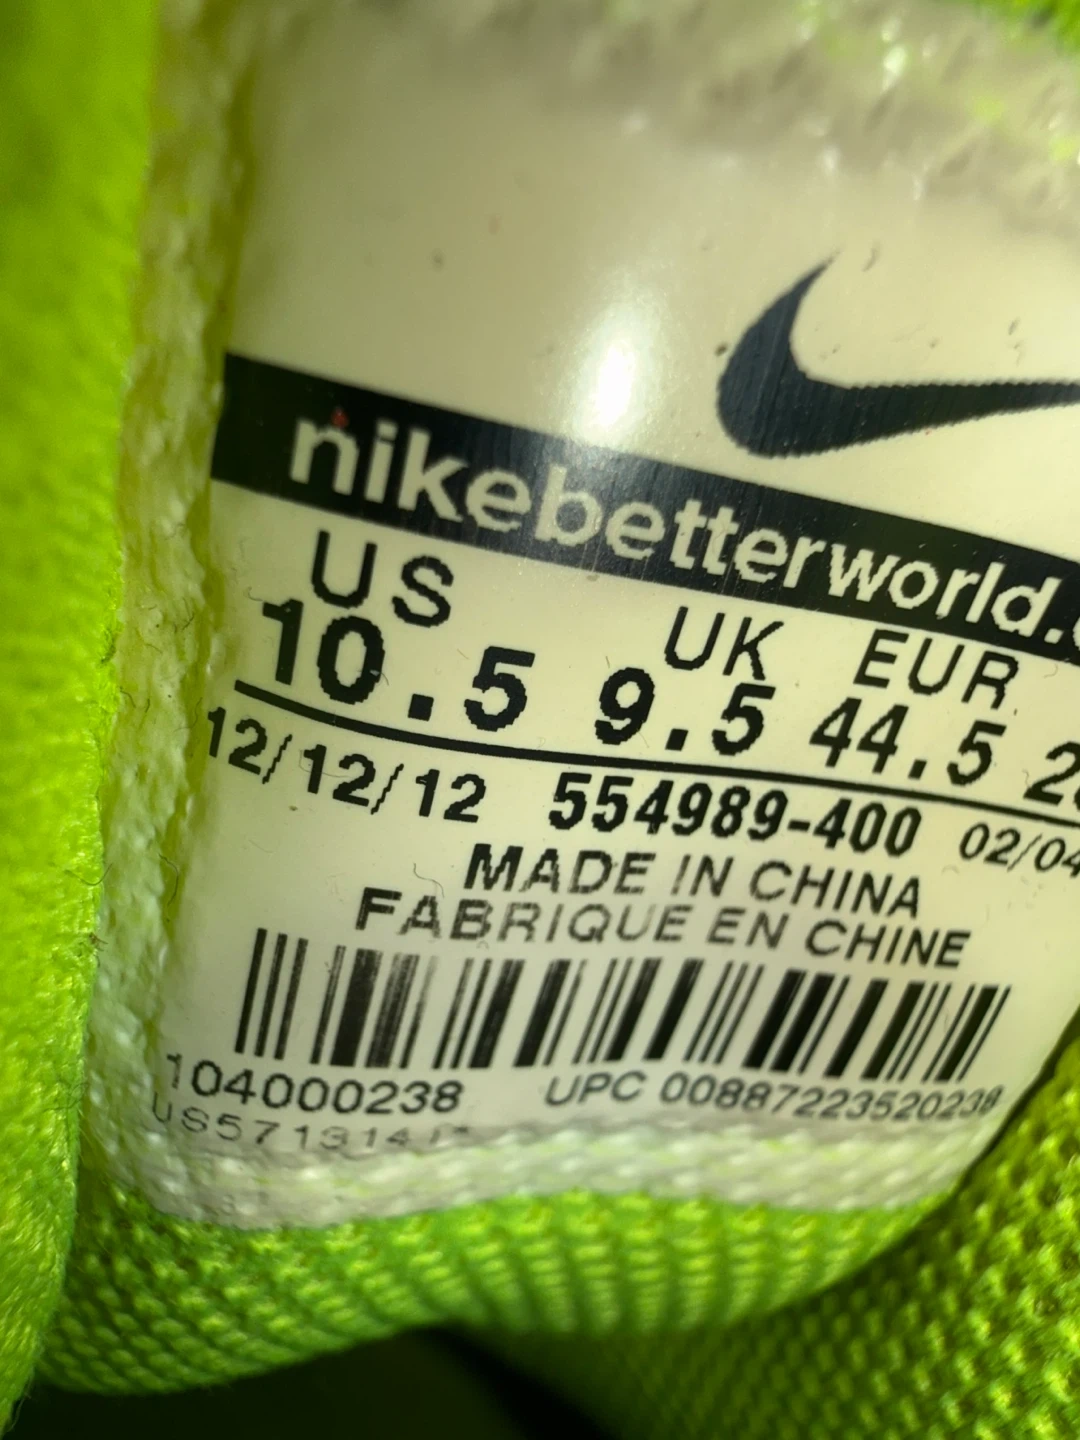 nikebetterworld.
US UK EUR
10.5 9.5 44.5
12/12/12 554989-400 02/04
MADE IN CHINA
FABRIQUE EN CHINE
104000238 UPC 00887223520238